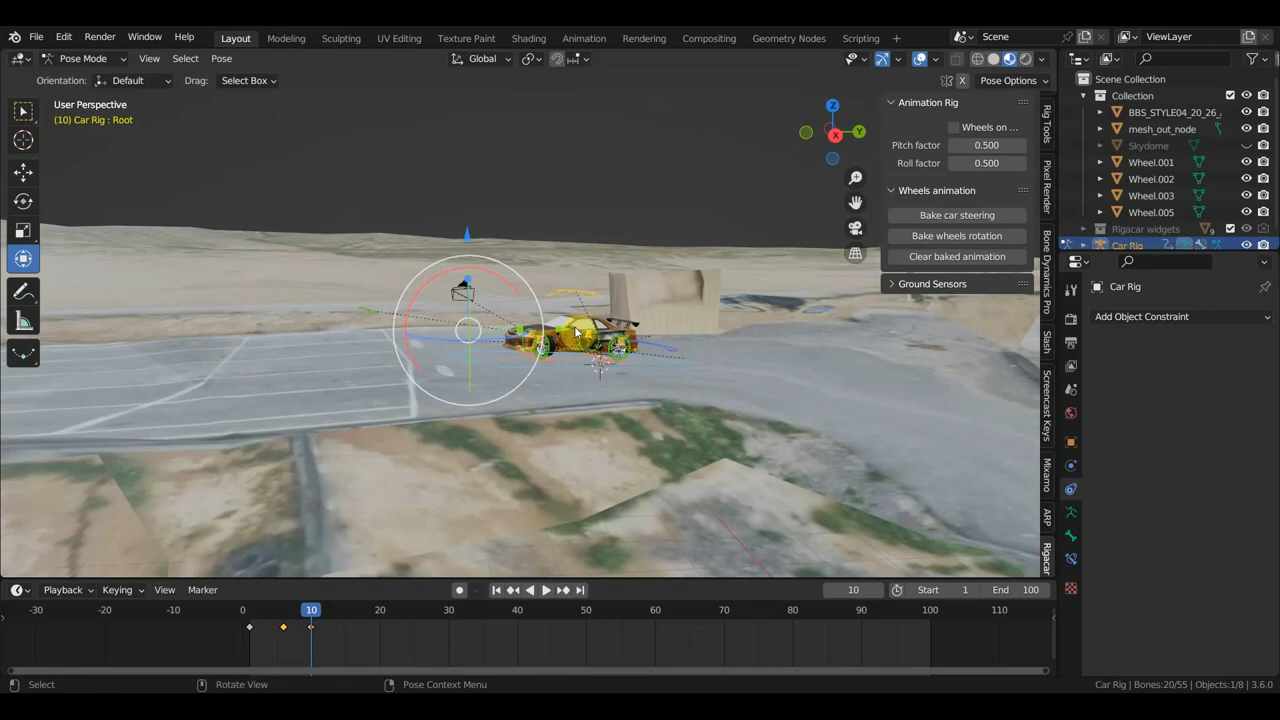 File Edit Render Window Help Layout Modeling Sculpting UV Editing Texture Paint Shading Animation Rendering Compositing Geometry Nodes Scripting + Scene ViewLayer
Pose Mode View Select Pose Global
Orientation: Default Drag: Select Box X Pose Options
User Perspective
(10) Car Rig : Root
Z
Y
X
Animation Rig
Wheels on ...
Pitch factor 0.500
Roll factor 0.500
Wheels animation
Bake car steering
Bake wheels rotation
Clear baked animation
Ground Sensors
Rig Tools
Pixel Render
Bone Dynamics Pro
Slash
Screencast Keys
Mixamo
ARP
Rigacar
Scene Collection
Collection
BBS_STYLE04_20_26_
mesh_out_node
Skydome
Wheel.001
Wheel.002
Wheel.003
Wheel.005
Rigacar widgets 9
Car Rig
Car Rig
Add Object Constraint
Playback Keying View Marker 10 Start 1 End 100
-30 -20 -10 0 10 20 30 40 50 60 70 80 90 100 110
Select Rotate View Pose Context Menu Car Rig | Bones:20/55 | Objects:1/8 | 3.6.0